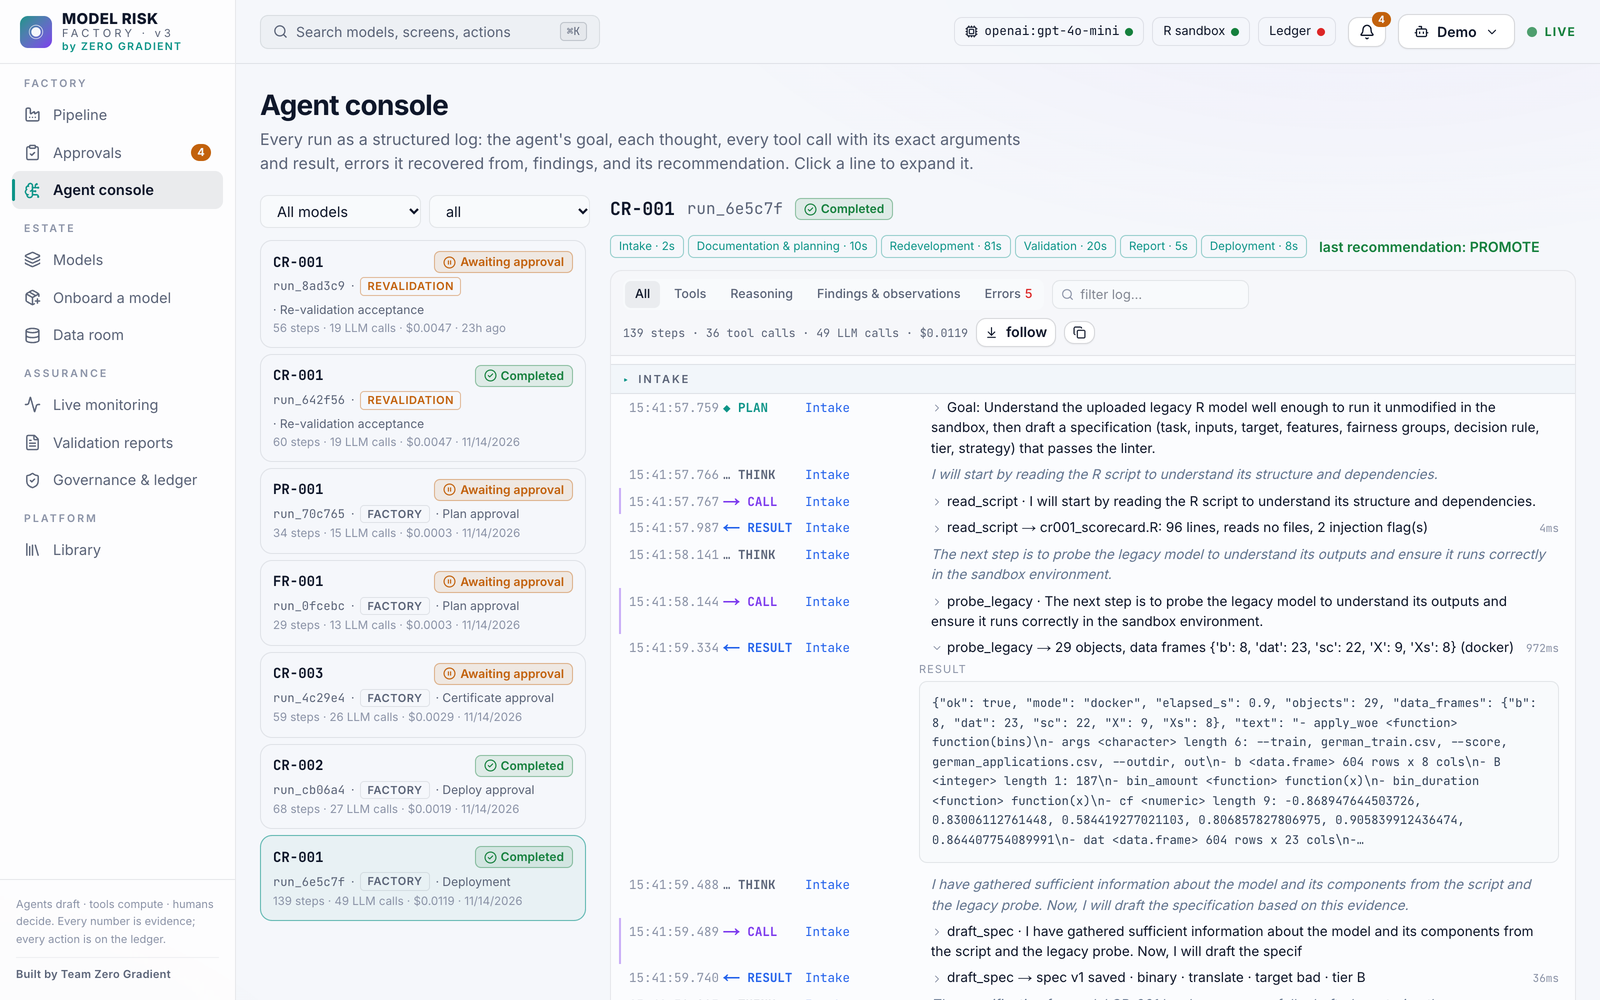 MODEL RISK
FACTORY · v3
by ZERO GRADIENT
Search models, screens, actions
⌘K
openai:gpt-4o-mini
R sandbox
Ledger
4
Demo
LIVE
FACTORY
Pipeline
Approvals
4
Agent console
ESTATE
Models
Onboard a model
Data room
ASSURANCE
Live monitoring
Validation reports
Governance & ledger
PLATFORM
Library
Agents draft · tools compute · humans
decide. Every number is evidence;
every action is on the ledger.
Built by Team Zero Gradient
Agent console
Every run as a structured log: the agent's goal, each thought, every tool call with its exact arguments
and result, errors it recovered from, findings, and its recommendation. Click a line to expand it.
All models
all
CR-001
Awaiting approval
run_8ad3c9 · REVALIDATION
· Re-validation acceptance
56 steps · 19 LLM calls · $0.0047 · 23h ago
CR-001
Completed
run_642f56 · REVALIDATION
· Re-validation acceptance
60 steps · 19 LLM calls · $0.0047 · 11/14/2026
PR-001
Awaiting approval
run_70c765 · FACTORY · Plan approval
34 steps · 15 LLM calls · $0.0003 · 11/14/2026
FR-001
Awaiting approval
run_0fcebc · FACTORY · Plan approval
29 steps · 13 LLM calls · $0.0003 · 11/14/2026
CR-003
Awaiting approval
run_4c29e4 · FACTORY · Certificate approval
59 steps · 26 LLM calls · $0.0029 · 11/14/2026
CR-002
Completed
run_cb06a4 · FACTORY · Deploy approval
68 steps · 27 LLM calls · $0.0019 · 11/14/2026
CR-001
Completed
run_6e5c7f · FACTORY · Deployment
139 steps · 49 LLM calls · $0.0119 · 11/14/2026
CR-001 run_6e5c7f Completed
Intake · 2s
Documentation & planning · 10s
Redevelopment · 81s
Validation · 20s
Report · 5s
Deployment · 8s
last recommendation: PROMOTE
All
Tools
Reasoning
Findings & observations
Errors 5
filter log...
139 steps · 36 tool calls · 49 LLM calls · $0.0119
follow
INTAKE
15:41:57.759 ◆ PLAN Intake › Goal: Understand the uploaded legacy R model well enough to run it unmodified in the
sandbox, then draft a specification (task, inputs, target, features, fairness groups, decision rule,
tier, strategy) that passes the linter.
15:41:57.766 … THINK Intake I will start by reading the R script to understand its structure and dependencies.
15:41:57.767 → CALL Intake › read_script · I will start by reading the R script to understand its structure and dependencies.
15:41:57.987 ← RESULT Intake › read_script → cr001_scorecard.R: 96 lines, reads no files, 2 injection flag(s) 4ms
15:41:58.141 … THINK Intake The next step is to probe the legacy model to understand its outputs and ensure it runs correctly
in the sandbox environment.
15:41:58.144 → CALL Intake › probe_legacy · The next step is to probe the legacy model to understand its outputs and
ensure it runs correctly in the sandbox environment.
15:41:59.334 ← RESULT Intake probe_legacy → 29 objects, data frames {'b': 8, 'dat': 23, 'sc': 22, 'X': 9, 'Xs': 8} (docker) 972ms
RESULT
{"ok": true, "mode": "docker", "elapsed_s": 0.9, "objects": 29, "data_frames": {"b":
8, "dat": 23, "sc": 22, "X": 9, "Xs": 8}, "text": "- apply_woe <function>
function(bins)\n- args <character> length 6: --train, german_train.csv, --score,
german_applications.csv, --outdir, out\n- b <data.frame> 604 rows x 8 cols\n- B
<integer> length 1: 187\n- bin_amount <function> function(x)\n- bin_duration
<function> function(x)\n- cf <numeric> length 9: -0.868947644503726,
0.83006112761448, 0.584419277021103, 0.806857827806975, 0.905839912436474,
0.864407754089991\n- dat <data.frame> 604 rows x 23 cols\n-…
15:41:59.488 … THINK Intake I have gathered sufficient information about the model and its components from the script and
the legacy probe. Now, I will draft the specification based on this evidence.
15:41:59.489 → CALL Intake › draft_spec · I have gathered sufficient information about the model and its components from
the script and the legacy probe. Now, I will draft the specif
15:41:59.740 ← RESULT Intake › draft_spec → spec v1 saved · binary · translate · target bad · tier B 36ms